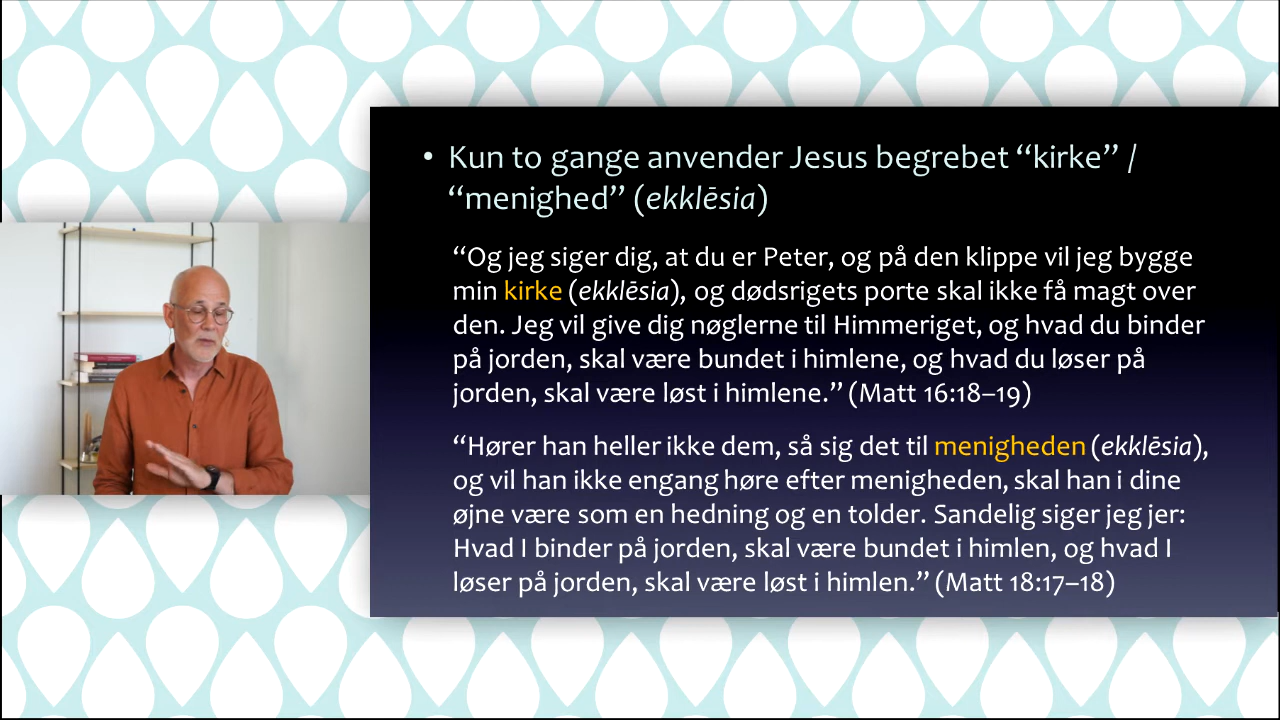 • Kun to gange anvender Jesus begrebet “kirke” /
“menighed” (ekklēsia)
“Og jeg siger dig, at du er Peter, og på den klippe vil jeg bygge
min kirke (ekklēsia), og dødsrigets porte skal ikke få magt over
den. Jeg vil give dig nøglerne til Himmeriget, og hvad du binder
på jorden, skal være bundet i himlene, og hvad du løser på
jorden, skal være løst i himlene.” (Matt 16:18–19)
“Hører han heller ikke dem, så sig det til menigheden (ekklēsia),
og vil han ikke engang høre efter menigheden, skal han i dine
øjne være som en hedning og en tolder. Sandelig siger jeg jer:
Hvad I binder på jorden, skal være bundet i himlen, og hvad I
løser på jorden, skal være løst i himlen.” (Matt 18:17–18)